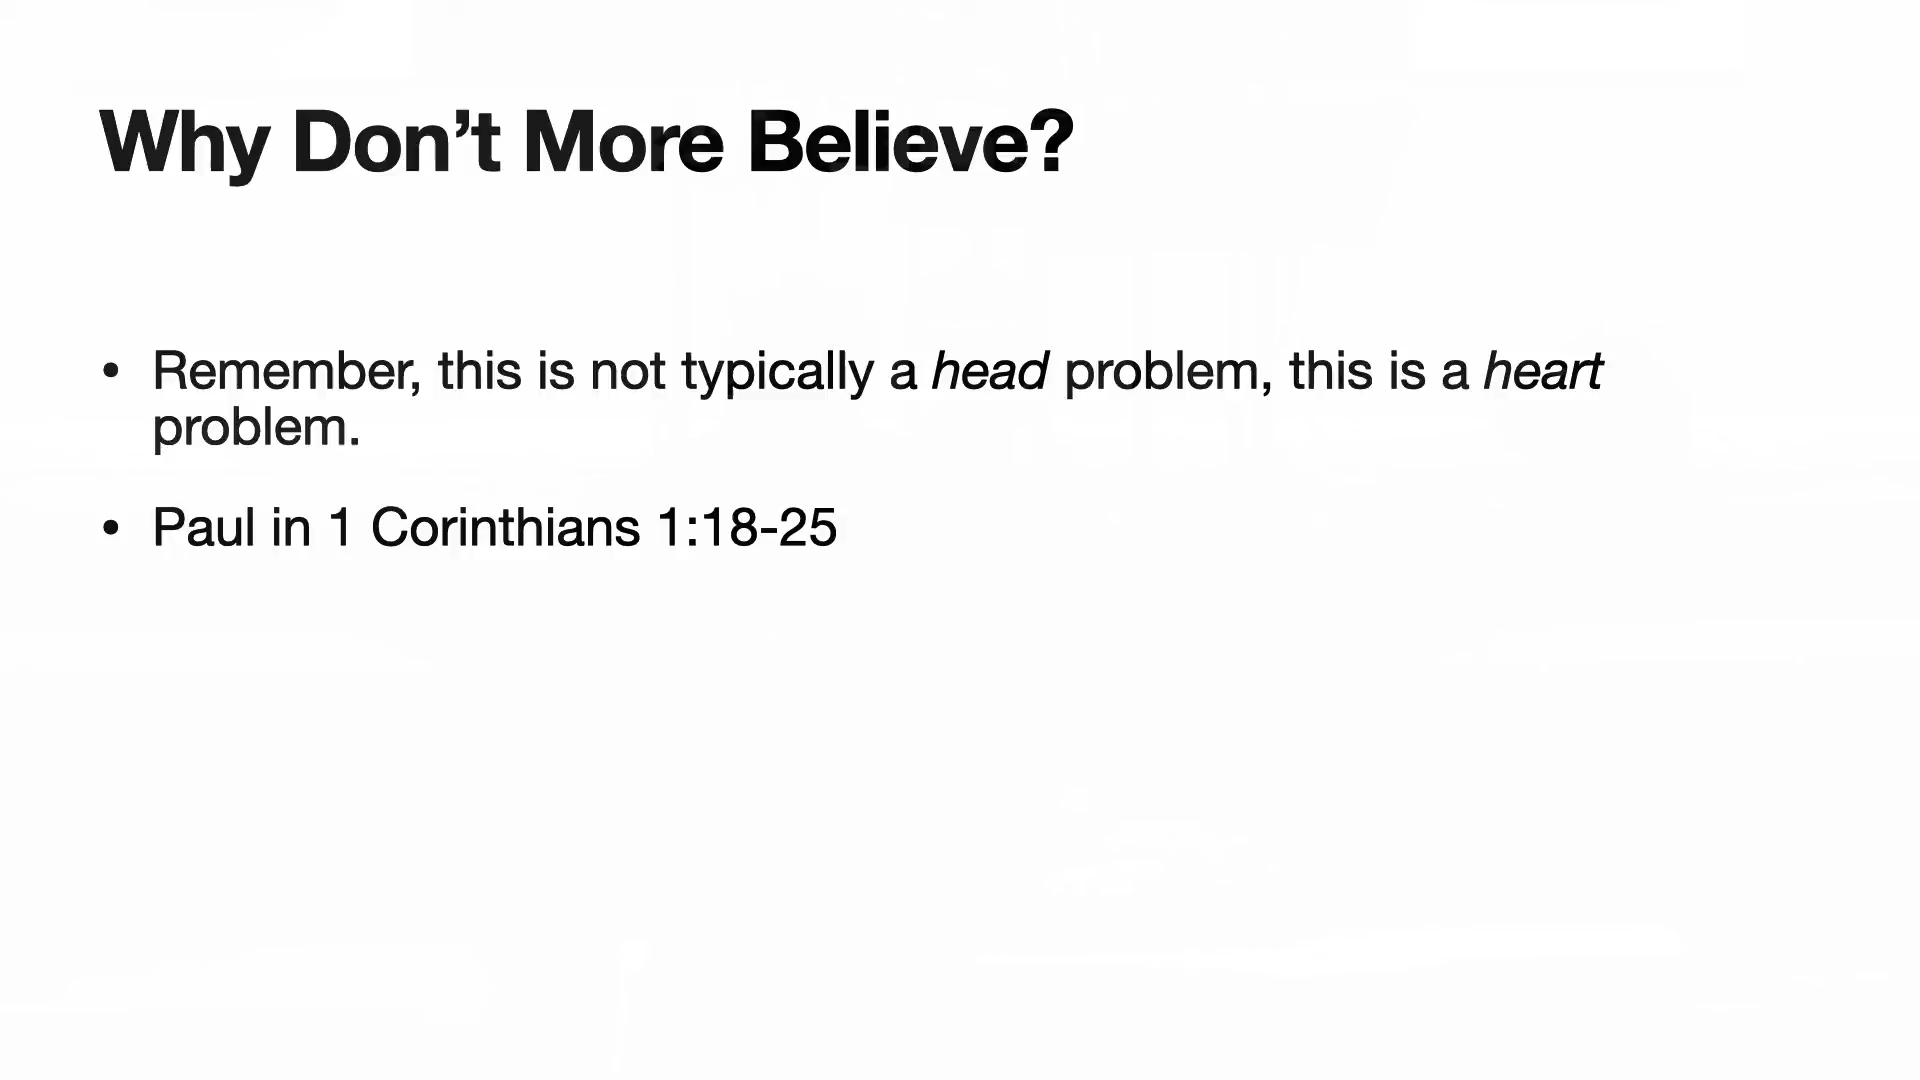 Why Don’t More Believe?
• Remember, this is not typically a head problem, this is a heart
problem.
• Paul in 1 Corinthians 1:18-25